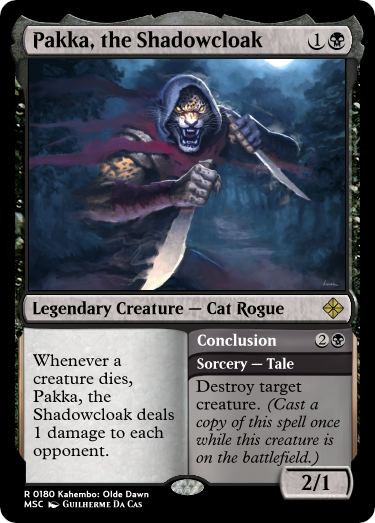 Pakka, the Shadowcloak 1
Legendary Creature — Cat Rogue
Whenever a
creature dies,
Pakka, the
Shadowcloak deals
1 damage to each
opponent.
Conclusion 2
Sorcery — Tale
Destroy target
creature. (Cast a
copy of this spell once
while this creature is
on the battlefield.)
2/1
R 0180 Kahembo: Olde Dawn
MSC Guilherme Da Cas